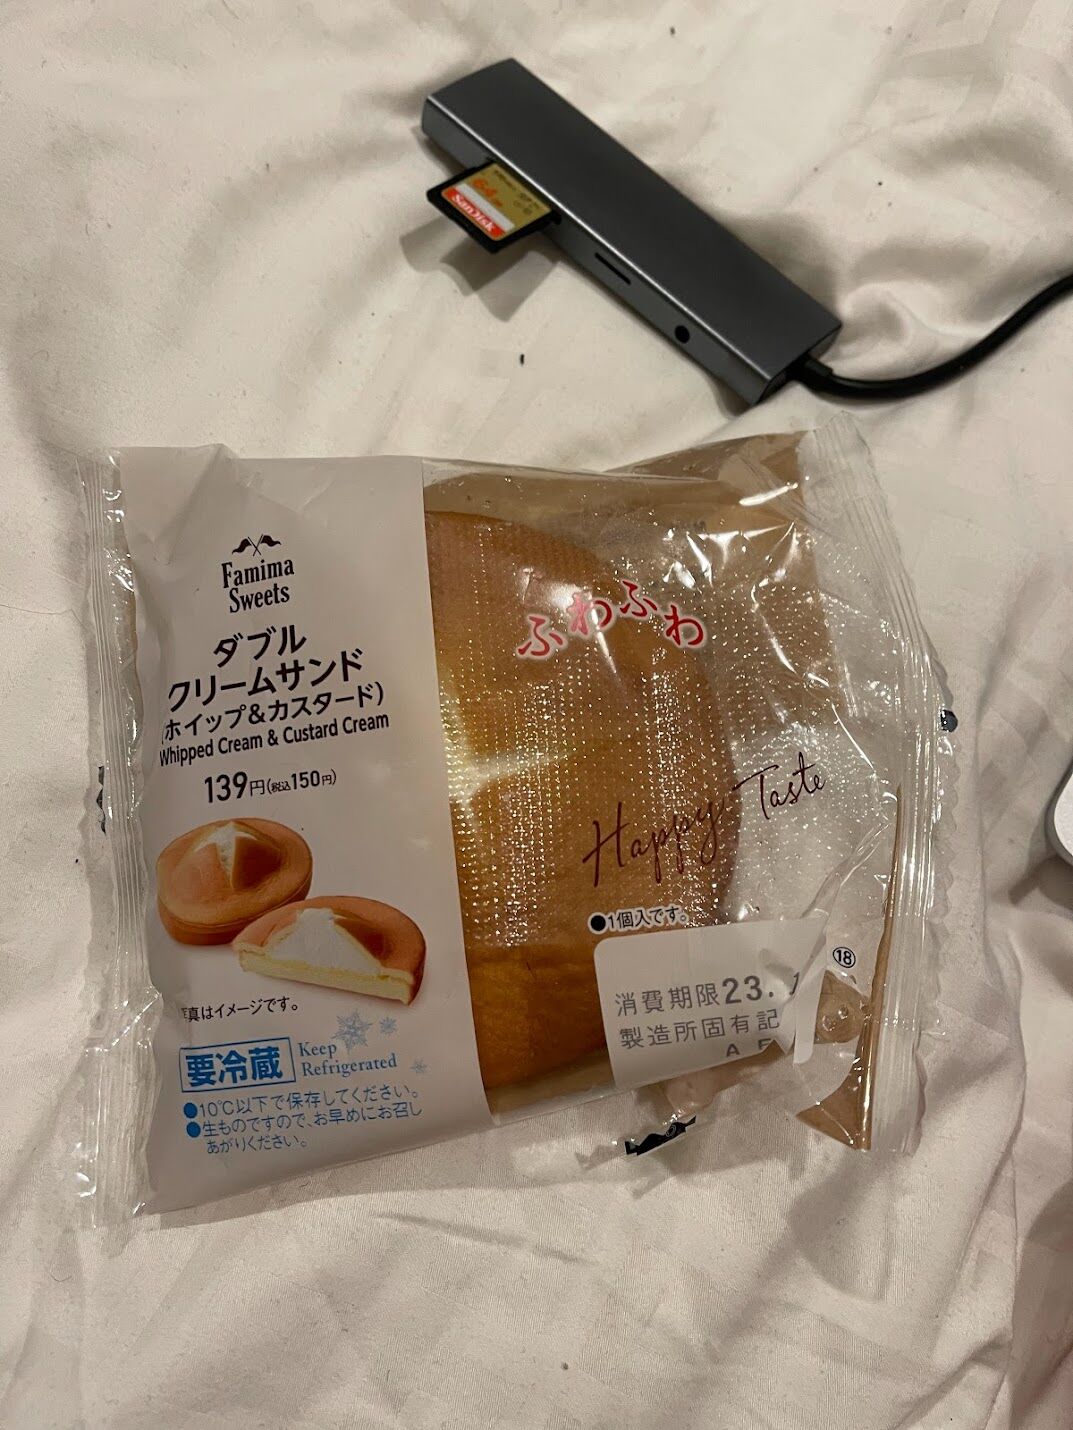 64
SanDisk
Famima
Sweets
ダブル
クリームサンド
ホイップ&カスタード)
Whipped Cream & Custard Cream
139円(税込150円)
写真はイメージです。
要冷蔵
Keep
Refrigerated
●10℃以下で保存してください。
●生ものですので、お早めにお召し
あがりください。
ふわふわ
Happy Taste
●1個入です。
⑱
消費期限23.
製造所固有記
A